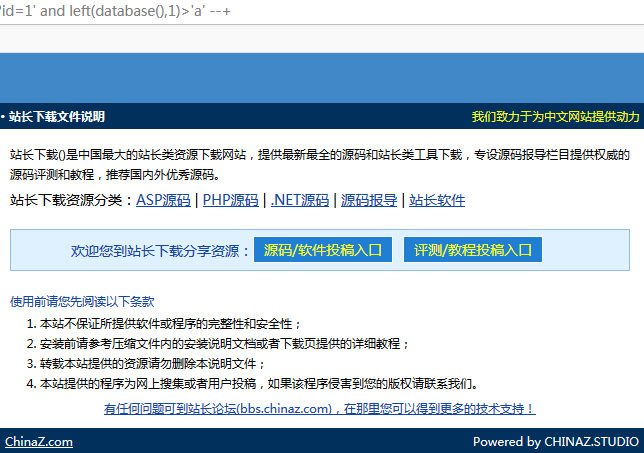 'id=1' and left(database(),1)>'a' --+
• 站长下载文件说明 我们致力于为中文网站提供动力
站长下载()是中国最大的站长类资源下载网站，提供最新最全的源码和站长类工具下载，专设源码报导栏目提供权威的
源码评测和教程，推荐国内外优秀源码。
站长下载资源分类：ASP源码 | PHP源码 | .NET源码 | 源码报导 | 站长软件
欢迎您到站长下载分享资源： 源码/软件投稿入口 评测/教程投稿入口
使用前请您先阅读以下条款
1. 本站不保证所提供软件或程序的完整性和安全性；
2. 安装前请参考压缩文件内的安装说明文档或者下载页提供的详细教程；
3. 转载本站提供的资源请勿删除本说明文件；
4. 本站提供的程序为网上搜集或者用户投稿，如果该程序侵害到您的版权请联系我们。
有任何问题可到站长论坛(bbs.chinaz.com)，在那里您可以得到更多的技术支持！
ChinaZ.com Powered by CHINAZ.STUDIO